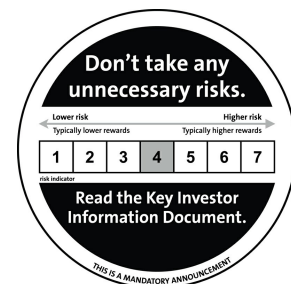 Don't take any
unnecessary risks.
Lower risk Higher risk
Typically lower rewards Typically higher rewards
1 2 3 4 5 6 7
risk indicator
Read the Key Investor
Information Document.
THIS IS A MANDATORY ANNOUNCEMENT